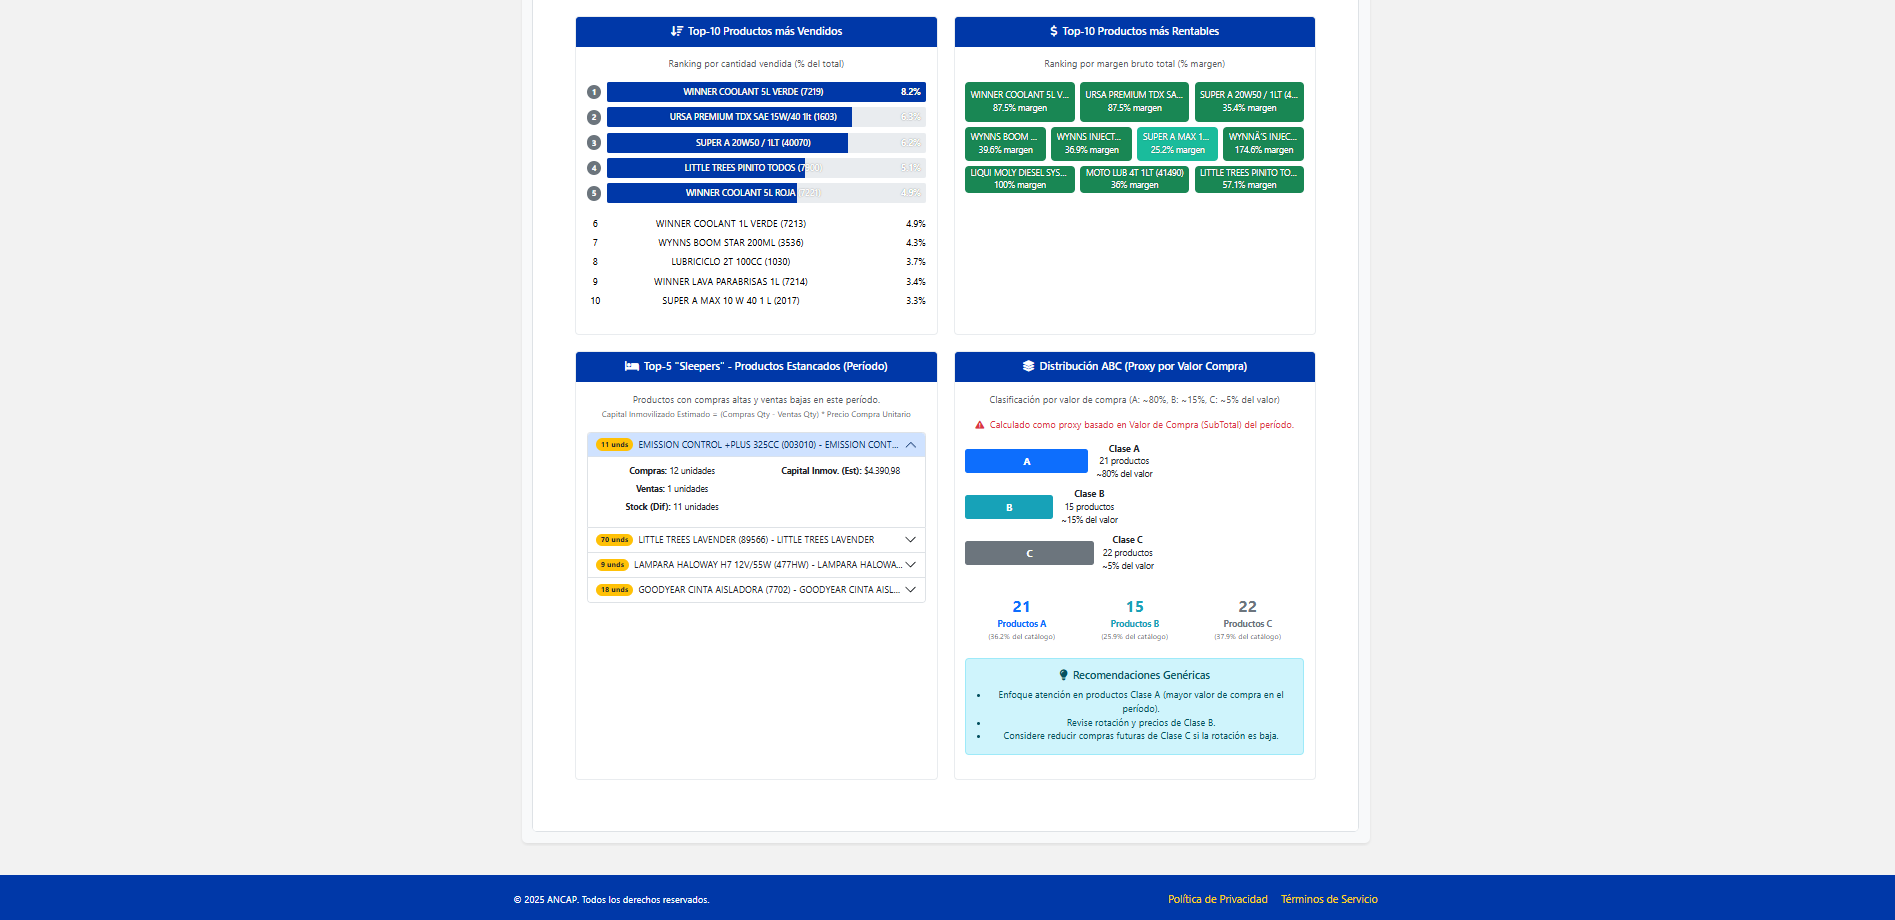 Top-10 Productos más Vendidos
Ranking por cantidad vendida (% del total)
1 WINNER COOLANT 5L VERDE (7219) 8.2%
2 URSA PREMIUM TDX SAE 15W/40 1lt (1603) 6.3%
3 SUPER A 20W50 / 1LT (40070) 6.2%
4 LITTLE TREES PINITO TODOS 5.1%
5 WINNER COOLANT 5L ROJA (7221) 4.9%
6 WINNER COOLANT 1L VERDE (7213) 4.9%
7 WYNNS BOOM STAR 200ML (3536) 4.3%
8 LUBRICICLO 2T 100CC (1030) 3.7%
9 WINNER LAVA PARABRISAS 1L (7214) 3.4%
10 SUPER A MAX 10 W 40 1 L (2017) 3.3%
Top-10 Productos más Rentables
Ranking por margen bruto total (% margen)
WINNER COOLANT 5L V...
87.5% margen
URSA PREMIUM TDX SA...
87.5% margen
SUPER A 20W50 / 1LT (4...
35.4% margen
WYNNS BOOM ...
39.6% margen
WYNNS INJECT...
36.9% margen
SUPER A MAX 1...
25.2% margen
WYNNÂ'S INJEC...
174.6% margen
LIQUI MOLY DIESEL SYS...
100% margen
MOTO LUB 4T 1LT (41490)
36% margen
LITTLE TREES PINITO TO...
57.1% margen
Top-5 "Sleepers" - Productos Estancados (Período)
Productos con compras altas y ventas bajas en este período.
Capital Inmovilizado Estimado = (Compras Qty - Ventas Qty) * Precio Compra Unitario
11 unds EMISSION CONTROL +PLUS 325CC (003010) - EMISSION CONT...
Compras: 12 unidades
Ventas: 1 unidades
Stock (Dif): 11 unidades
Capital Inmov. (Est): $4.390,98
70 unds LITTLE TREES LAVENDER (89566) - LITTLE TREES LAVENDER
9 unds LAMPARA HALOWAY H7 12V/55W (477HW) - LAMPARA HALOWA...
18 unds GOODYEAR CINTA AISLADORA (7702) - GOODYEAR CINTA AISL...
Distribución ABC (Proxy por Valor Compra)
Clasificación por valor de compra (A: ~80%, B: ~15%, C: ~5% del valor)
Calculado como proxy basado en Valor de Compra (SubTotal) del período.
A
Clase A
21 productos
~80% del valor
B
Clase B
15 productos
~15% del valor
C
Clase C
22 productos
~5% del valor
21
Productos A
(36.2% del catálogo)
15
Productos B
(25.9% del catálogo)
22
Productos C
(37.9% del catálogo)
Recomendaciones Genéricas
• Enfoque atención en productos Clase A (mayor valor de compra en el
período).
• Revise rotación y precios de Clase B.
• Considere reducir compras futuras de Clase C si la rotación es baja.
© 2025 ANCAP. Todos los derechos reservados.
Política de Privacidad Términos de Servicio